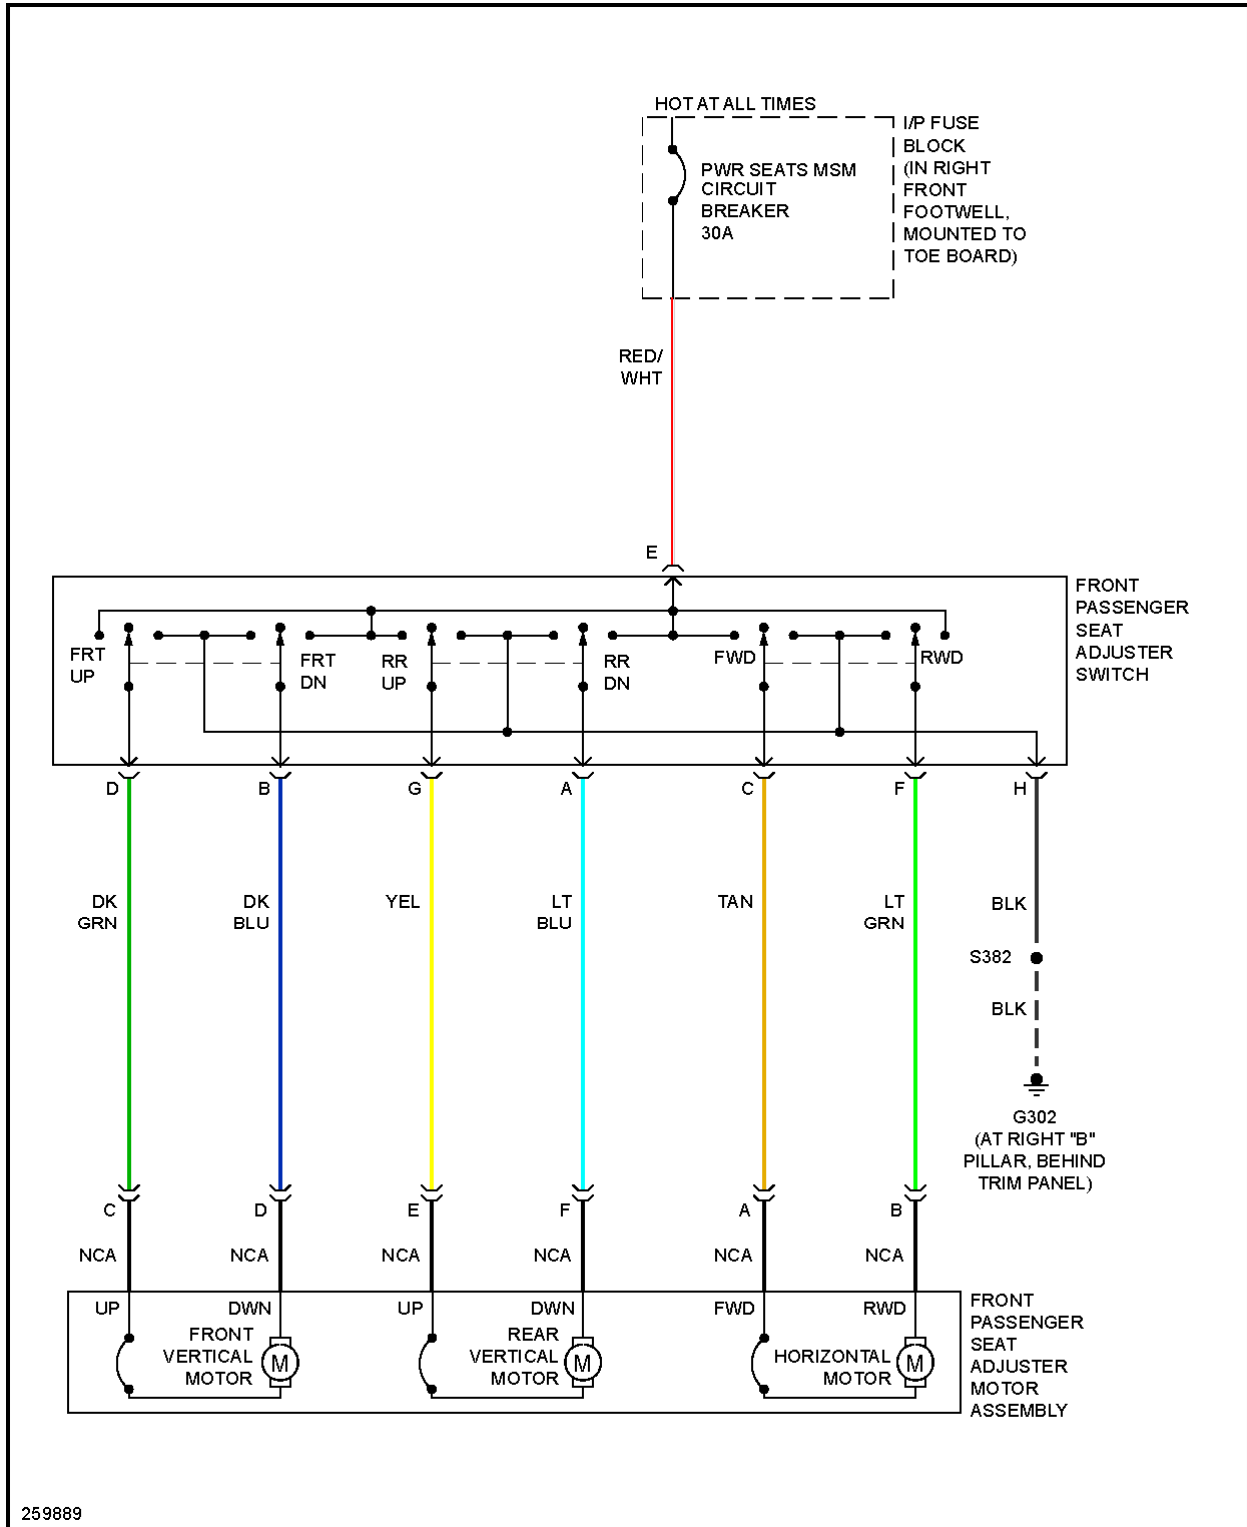 HOT AT ALL TIMES
I/P FUSE
BLOCK
(IN RIGHT
FRONT
FOOTWELL,
MOUNTED TO
TOE BOARD)
PWR SEATS MSM
CIRCUIT
BREAKER
30A
RED/
WHT
E
FRONT
PASSENGER
SEAT
ADJUSTER
SWITCH
FRT
UP
FRT
DN
RR
UP
RR
DN
FWD
RWD
D
B
G
A
C
F
H
DK
GRN
DK
BLU
YEL
LT
BLU
TAN
LT
GRN
BLK
S382
BLK
G302
(AT RIGHT "B"
PILLAR, BEHIND
TRIM PANEL)
C
D
E
F
A
B
NCA
NCA
NCA
NCA
NCA
NCA
UP
DWN
UP
DWN
FWD
RWD
FRONT
VERTICAL
MOTOR
M
REAR
VERTICAL
MOTOR
M
HORIZONTAL
MOTOR
M
FRONT
PASSENGER
SEAT
ADJUSTER
MOTOR
ASSEMBLY
259889